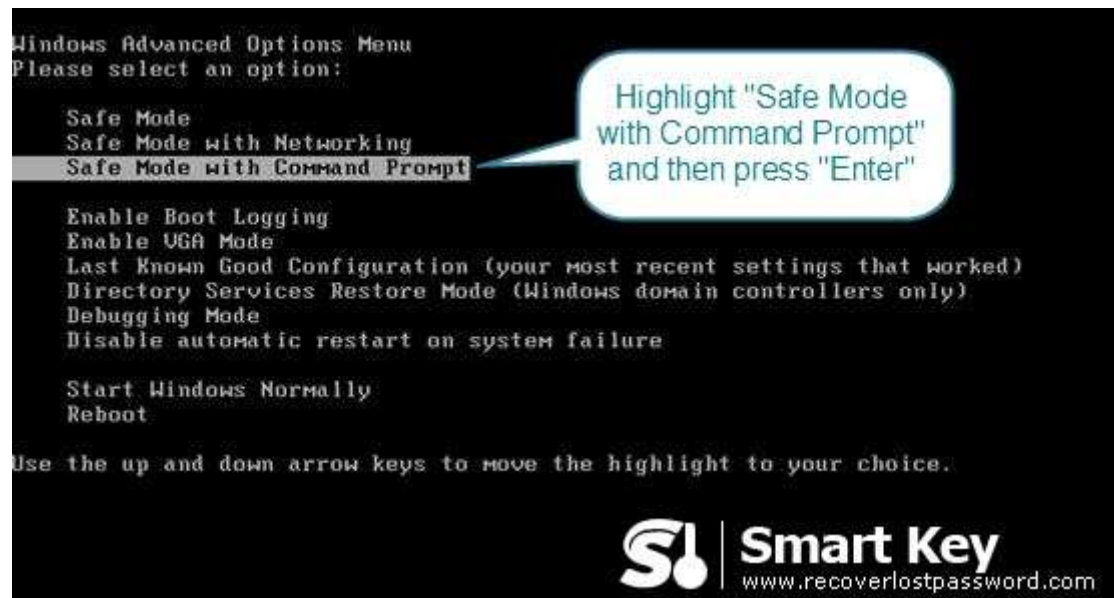 Windows Advanced Options Menu
Please select an option:
Safe Mode
Safe Mode with Networking
Safe Mode with Command Prompt
Highlight "Safe Mode
with Command Prompt"
and then press "Enter"
Enable Boot Logging
Enable VGA Mode
Last Known Good Configuration (your most recent settings that worked)
Directory Services Restore Mode (Windows domain controllers only)
Debugging Mode
Disable automatic restart on system failure
Start Windows Normally
Reboot
Use the up and down arrow keys to move the highlight to your choice.
Smart Key
www.recoverlostpassword.com